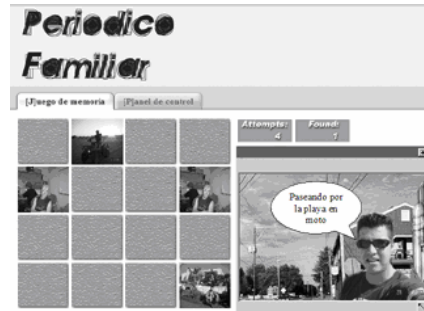 Periodico
Familiar
[J]uego de memoria
[P]anel de control
Attempts:
4
Found:
1
Paseando por
la playa en
moto